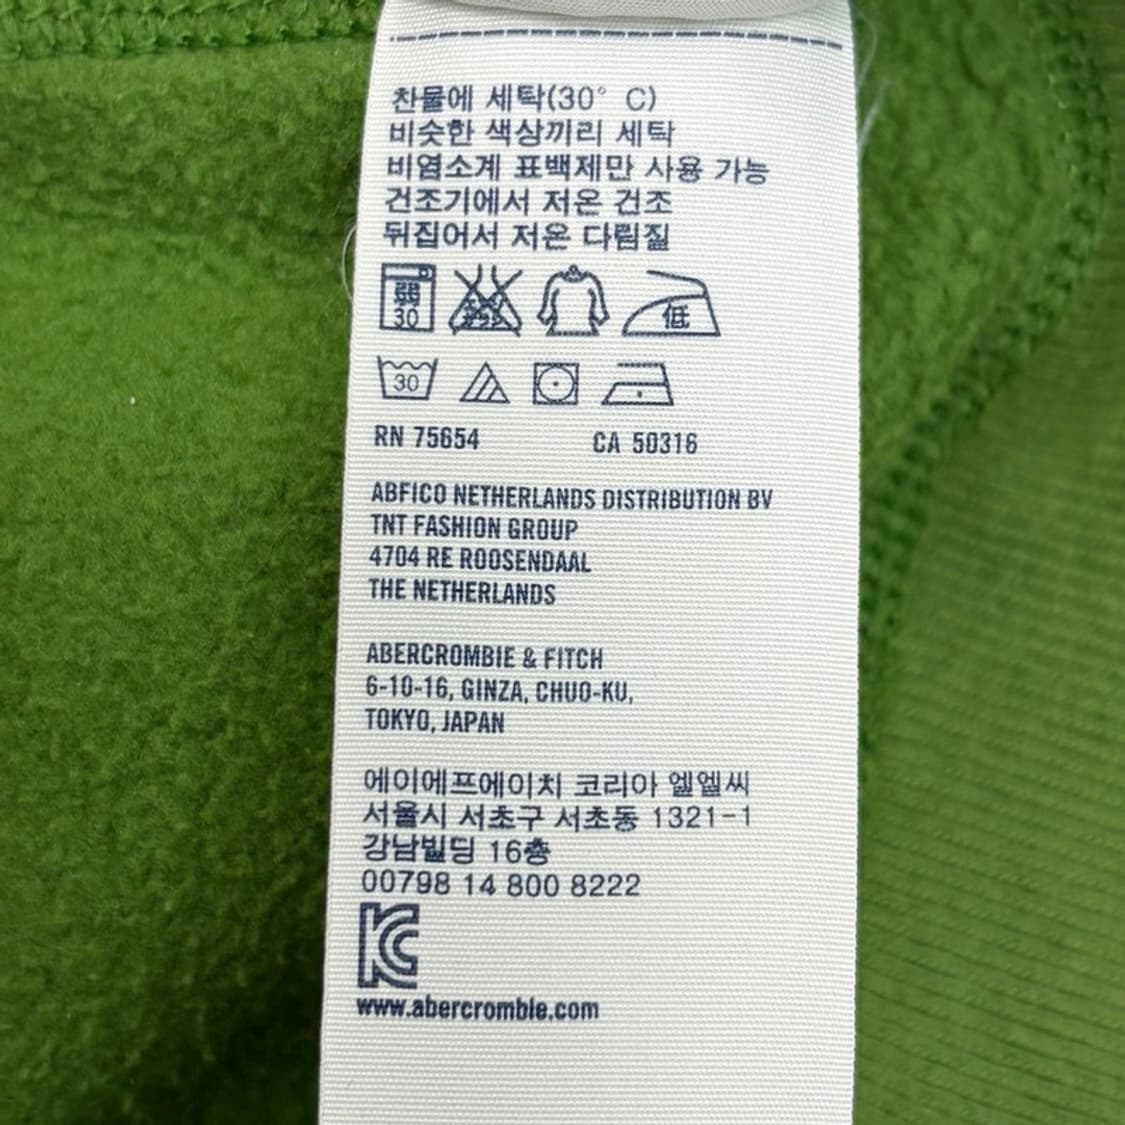 찬물에 세탁(30° C)
비슷한 색상끼리 세탁
비염소계 표백제만 사용 가능
건조기에서 저온 건조
뒤집어서 저온 다림질
弱 30
低
30
RN 75654 CA 50316
ABFICO NETHERLANDS DISTRIBUTION BV
TNT FASHION GROUP
4704 RE ROOSENDAAL
THE NETHERLANDS
ABERCROMBIE & FITCH
6-10-16, GINZA, CHUO-KU,
TOKYO, JAPAN
에이에프에이치 코리아 엘엘씨
서울시 서초구 서초동 1321-1
강남빌딩 16층
00798 14 800 8222
KC
www.abercrombie.com